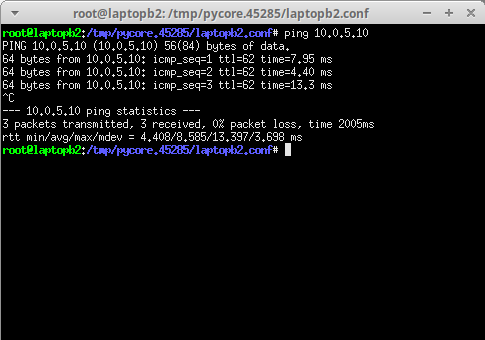 root@laptopb2: /tmp/pycore.45285/laptopb2.conf
root@laptopb2:/tmp/pycore.45285/laptopb2.conf# ping 10.0.5.10
PING 10.0.5.10 (10.0.5.10) 56(84) bytes of data.
64 bytes from 10.0.5.10: icmp_seq=1 ttl=62 time=7.95 ms
64 bytes from 10.0.5.10: icmp_seq=2 ttl=62 time=4.40 ms
64 bytes from 10.0.5.10: icmp_seq=3 ttl=62 time=13.3 ms
^C
--- 10.0.5.10 ping statistics ---
3 packets transmitted, 3 received, 0% packet loss, time 2005ms
rtt min/avg/max/mdev = 4.408/8.585/13.397/3.698 ms
root@laptopb2:/tmp/pycore.45285/laptopb2.conf#